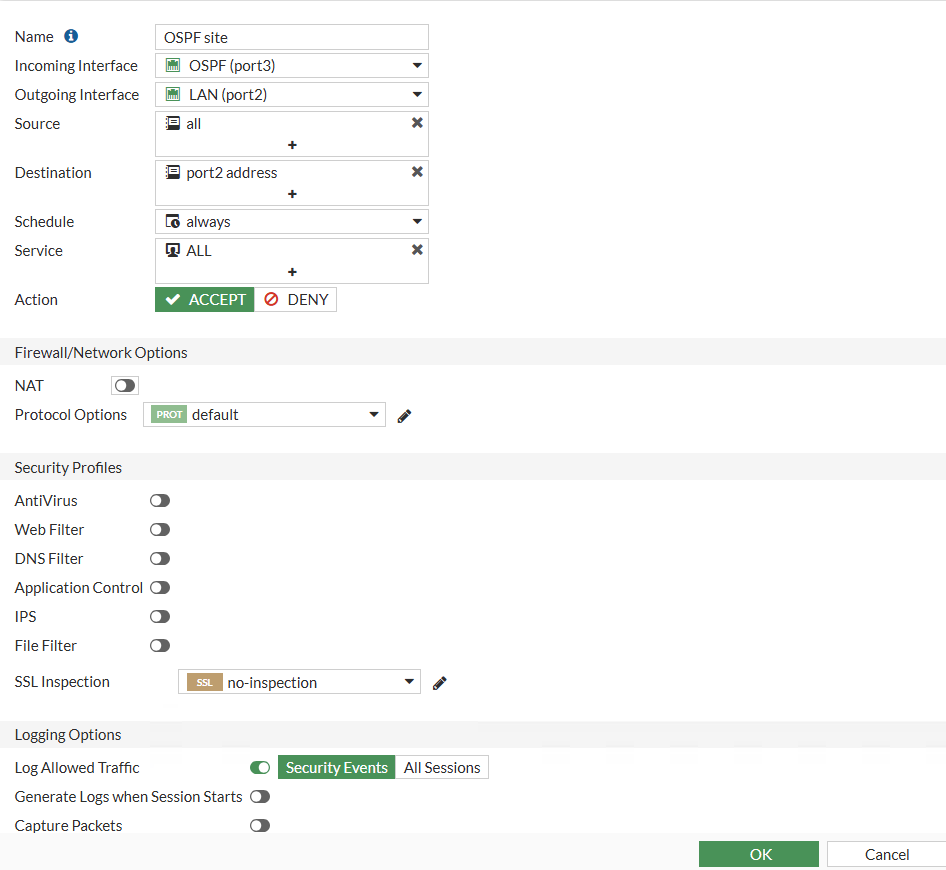 Name
OSPF site
Incoming Interface
OSPF (port3)
Outgoing Interface
LAN (port2)
Source
all
+
Destination
port2 address
+
Schedule
always
Service
ALL
+
Action
ACCEPT DENY
Firewall/Network Options
NAT
Protocol Options
PROT default
Security Profiles
AntiVirus
Web Filter
DNS Filter
Application Control
IPS
File Filter
SSL Inspection
SSL no-inspection
Logging Options
Log Allowed Traffic
Security Events All Sessions
Generate Logs when Session Starts
Capture Packets
OK Cancel